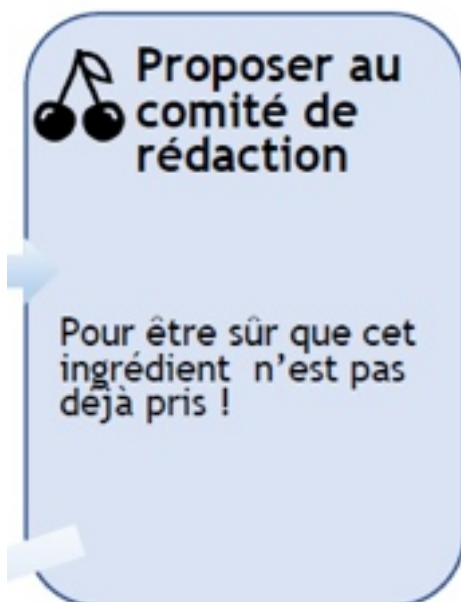 Proposer au
comité de
rédaction
Pour être sûr que cet
ingrédient n'est pas
déjà pris !